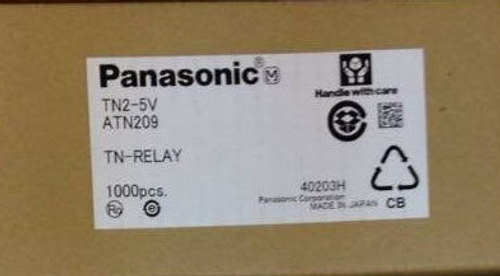 Panasonic® M
Handle with care
TN2-5V
ATN209
TN-RELAY
1000pcs.
40203H
Panasonic Corporation
MADE IN JAPAN
CB